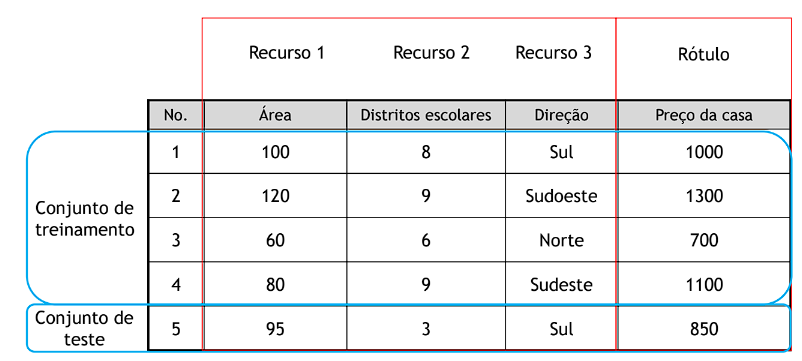 Recurso 1 Recurso 2 Recurso 3 Rótulo
No. Área Distritos escolares Direção Preço da casa
1 100 8 Sul 1000
2 120 9 Sudoeste 1300
Conjunto de
treinamento
3 60 6 Norte 700
4 80 9 Sudeste 1100
Conjunto de
teste
5 95 3 Sul 850